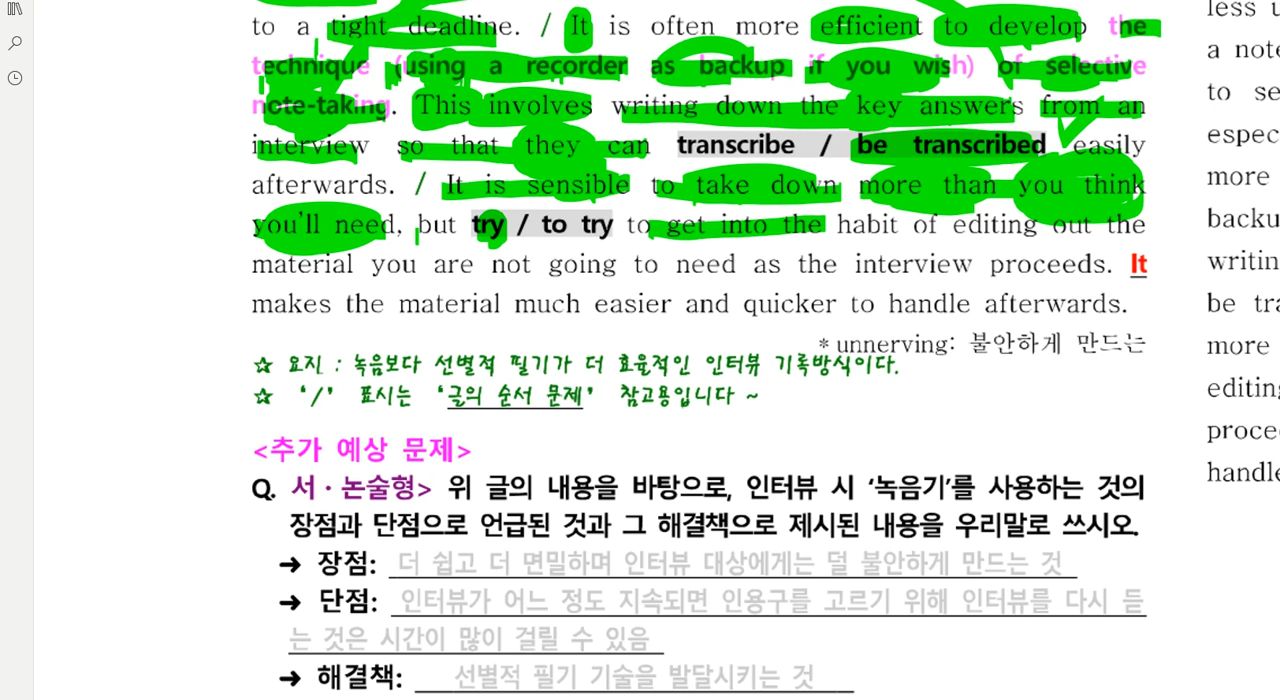 to a tight deadline. / It is often more efficient to develop the
technique (using a recorder as backup if you wish) of selective
note-taking. This involves writing down the key answers from an
interview so that they can transcribe / be transcribed easily
afterwards. / It is sensible to take down more than you think
you'll need, but try / to try to get into the habit of editing out the
material you are not going to need as the interview proceeds. It
makes the material much easier and quicker to handle afterwards.
* unnerving: 불안하게 만드는
☆ 요지 : 녹음보다 선별적 필기가 더 효율적인 인터뷰 기록방식이다.
☆ '/' 표시는 '글의 순서 문제' 참고용입니다 ~
<추가 예상 문제>
Q. 서·논술형> 위 글의 내용을 바탕으로, 인터뷰 시 '녹음기'를 사용하는 것의
장점과 단점으로 언급된 것과 그 해결책으로 제시된 내용을 우리말로 쓰시오.
→ 장점: 더 쉽고 더 면밀하며 인터뷰 대상에게는 덜 불안하게 만드는 것
→ 단점: 인터뷰가 어느 정도 지속되면 인용구를 고르기 위해 인터뷰를 다시 듣
는 것은 시간이 많이 걸릴 수 있음
→ 해결책: 선별적 필기 기술을 발달시키는 것
less
a note
to se
espec
more
backu
writin
be tra
more
editing
procee
handle